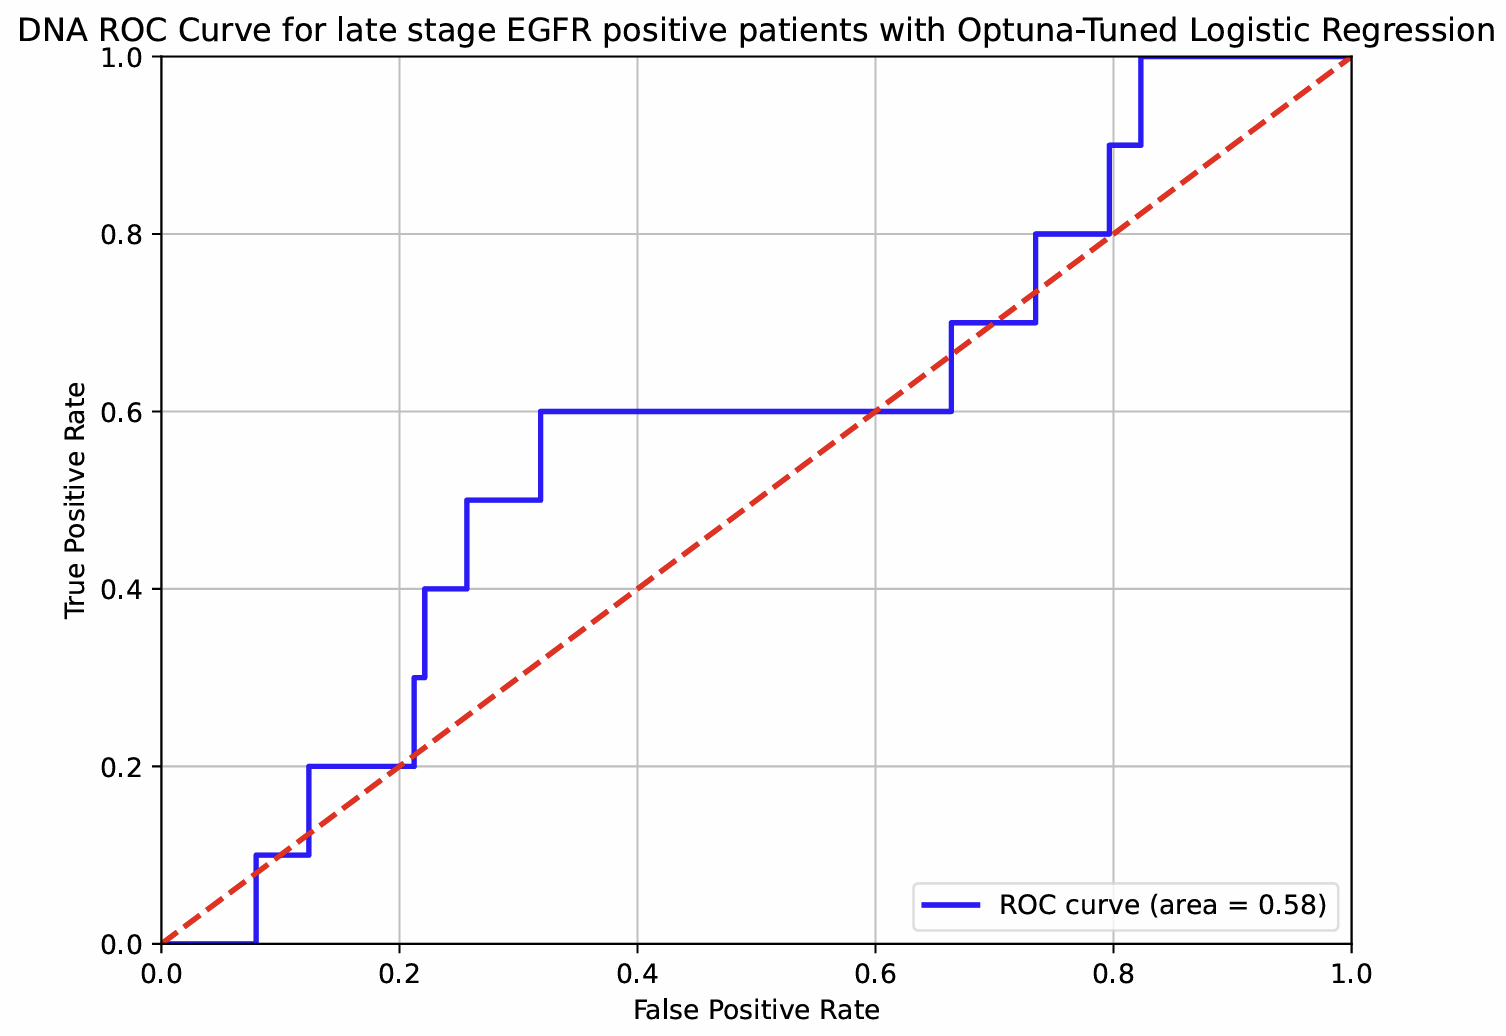 DNA ROC Curve for late stage EGFR positive patients with Optuna-Tuned Logistic Regression
1.0
0.8
0.6
0.4
0.2
0.0
True Positive Rate
ROC curve (area = 0.58)
0.0 0.2 0.4 0.6 0.8 1.0
False Positive Rate